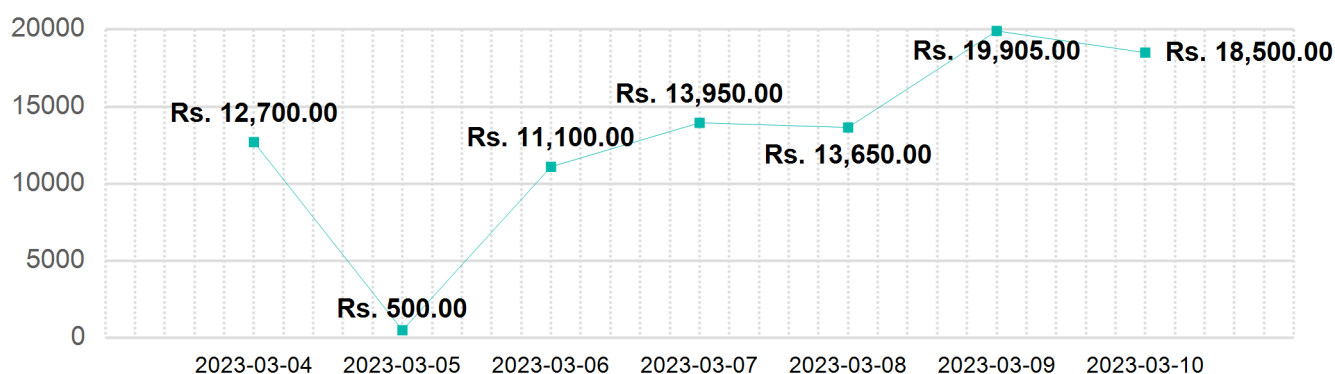 20000
Rs. 19,905.00
Rs. 18,500.00
15000
Rs. 12,700.00
Rs. 13,950.00
Rs. 11,100.00
Rs. 13,650.00
10000
5000
Rs. 500.00
0
2023-03-04 2023-03-05 2023-03-06 2023-03-07 2023-03-08 2023-03-09 2023-03-10